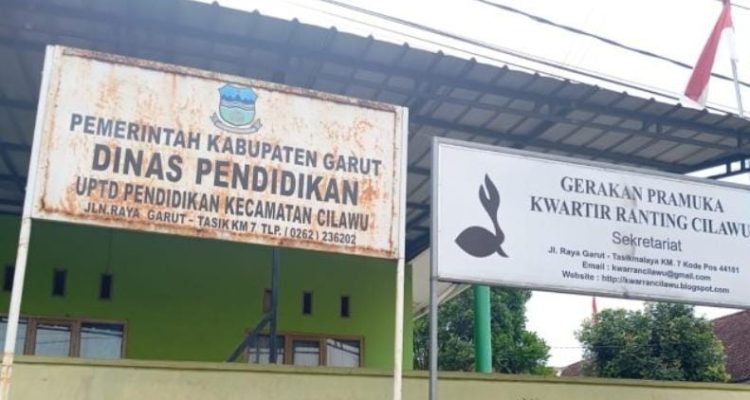 PEMERINTAH KABUPATEN GARUT
DINAS PENDIDIKAN
UPTD PENDIDIKAN KECAMATAN CILAWU
JLN.RAYA GARUT - TASIK KM 7 TLP. / (0262) 236202
GERAKAN PRAMUKA
KWARTIR RANTING CILAWU
Sekretariat
Jl. Raya Garut - Tasikmalaya KM. 7 Kode Pos 44181
Email : kwarrancilawu@gmail.com
Website : http://kwarrancilawu.blogspot.com